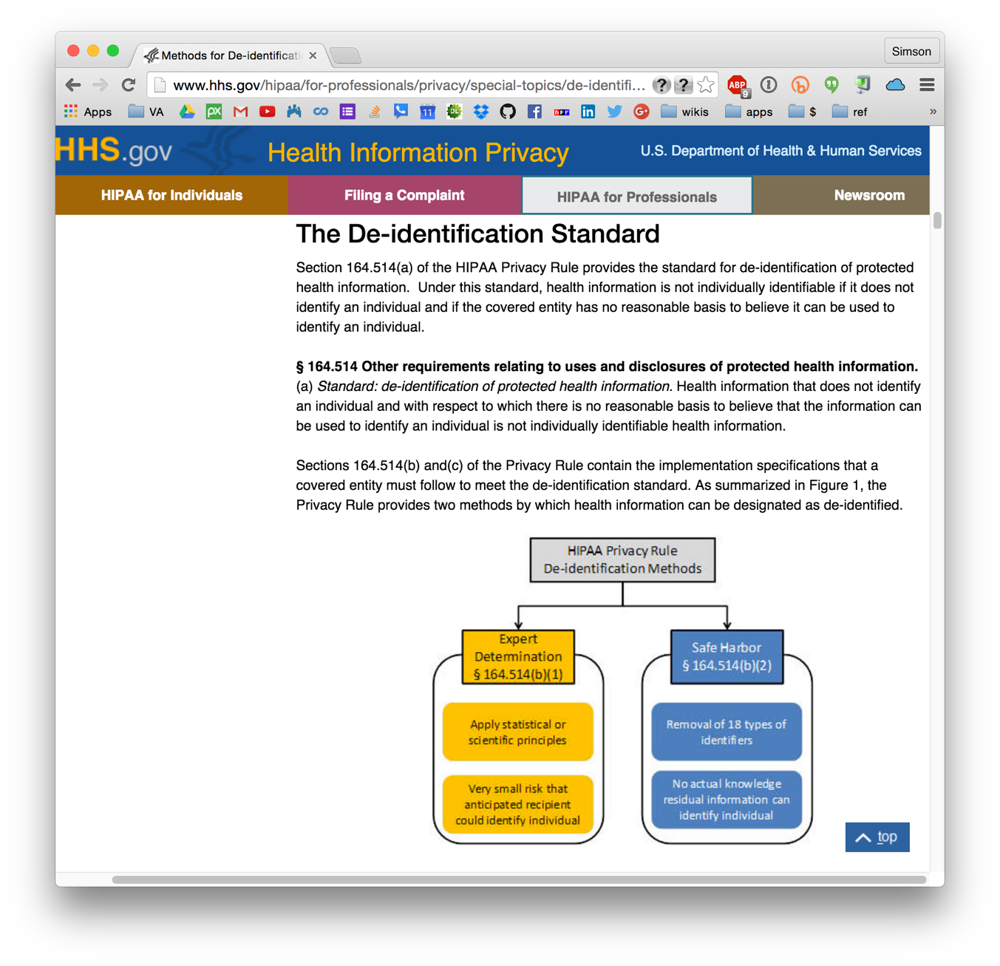 Methods for De-identificati
Simson
www.hhs.gov/hipaa/for-professionals/privacy/special-topics/de-identifi...
? ?
ABP
9
Apps VA px 11 DL npr in G+ wikis apps $ ref »
HHS.gov Health Information Privacy U.S. Department of Health & Human Services
HIPAA for Individuals Filing a Complaint HIPAA for Professionals Newsroom
The De-identification Standard
Section 164.514(a) of the HIPAA Privacy Rule provides the standard for de-identification of protected
health information.  Under this standard, health information is not individually identifiable if it does not
identify an individual and if the covered entity has no reasonable basis to believe it can be used to
identify an individual.
§ 164.514 Other requirements relating to uses and disclosures of protected health information.
(a) Standard: de-identification of protected health information. Health information that does not identify
an individual and with respect to which there is no reasonable basis to believe that the information can
be used to identify an individual is not individually identifiable health information.
Sections 164.514(b) and(c) of the Privacy Rule contain the implementation specifications that a
covered entity must follow to meet the de-identification standard. As summarized in Figure 1, the
Privacy Rule provides two methods by which health information can be designated as de-identified.
HIPAA Privacy Rule
De-identification Methods
Expert
Determination
§ 164.514(b)(1)
Apply statistical or
scientific principles
Very small risk that
anticipated recipient
could identify individual
Safe Harbor
§ 164.514(b)(2)
Removal of 18 types of
identifiers
No actual knowledge
residual information can
identify individual
top